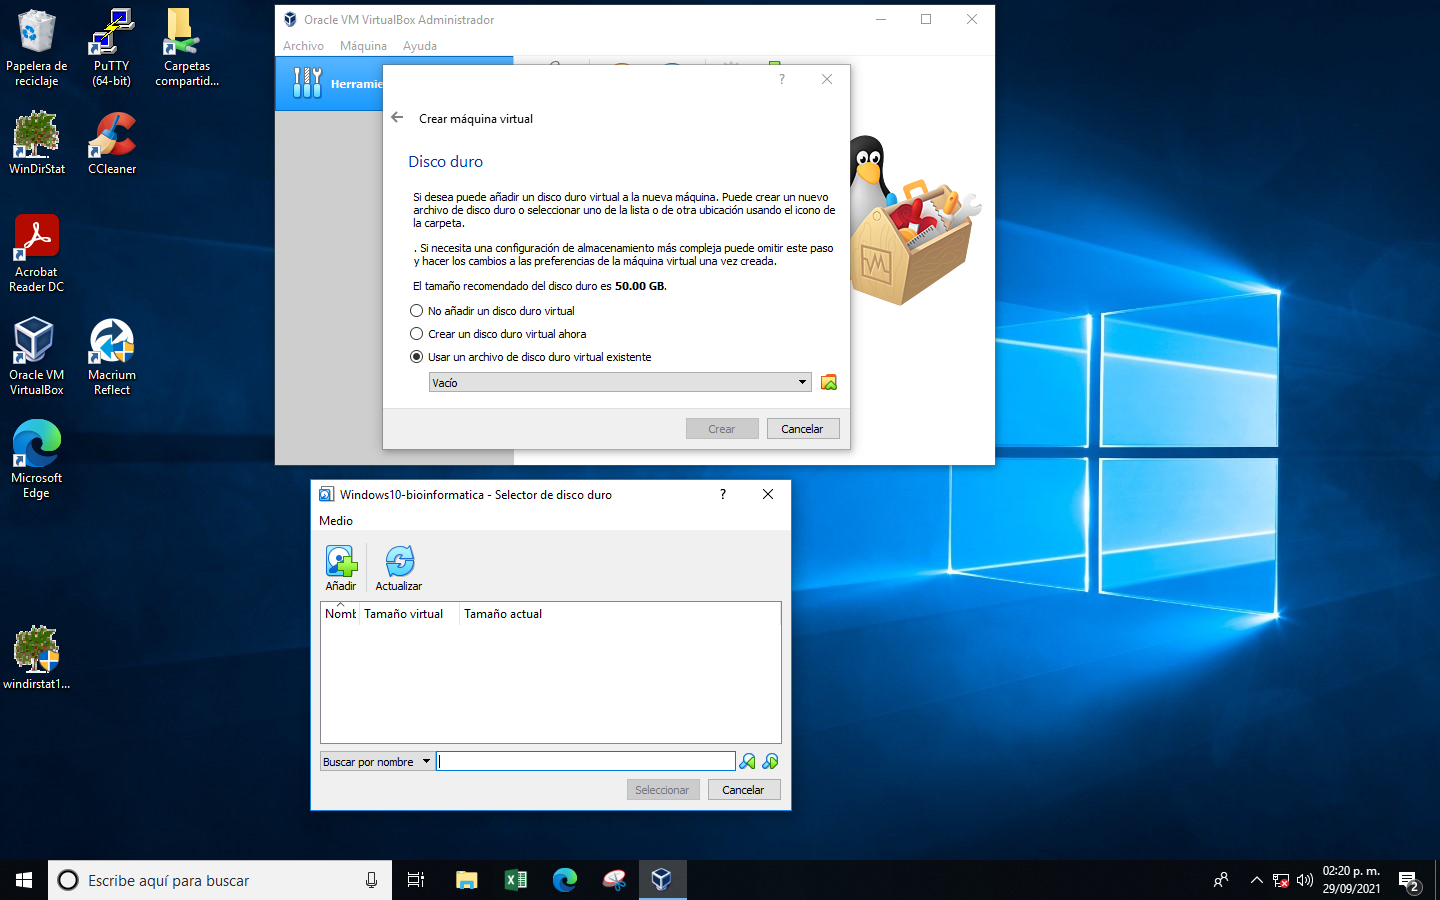 Papelera de
reciclaje
PuTTY
(64-bit)
Carpetas
compartid...
WinDirStat
CCleaner
Acrobat
Reader DC
Oracle VM
VirtualBox
Macrium
Reflect
Microsoft
Edge
windirstat1...
Oracle VM VirtualBox Administrador
Archivo Máquina Ayuda
Herramie
?
Crear máquina virtual
Disco duro
Si desea puede añadir un disco duro virtual a la nueva máquina. Puede crear un nuevo
archivo de disco duro o seleccionar uno de la lista o de otra ubicación usando el icono de
la carpeta.
. Si necesita una configuración de almacenamiento más compleja puede omitir este paso
y hacer los cambios a las preferencias de la máquina virtual una vez creada.
El tamaño recomendado del disco duro es 50.00 GB.
No añadir un disco duro virtual
Crear un disco duro virtual ahora
Usar un archivo de disco duro virtual existente
Vacío
Crear Cancelar
Windows10-bioinformatica - Selector de disco duro ?
Medio
Añadir Actualizar
Nomb Tamaño virtual Tamaño actual
Buscar por nombre
Seleccionar Cancelar
Escribe aquí para buscar
02:20 p. m.
29/09/2021
2